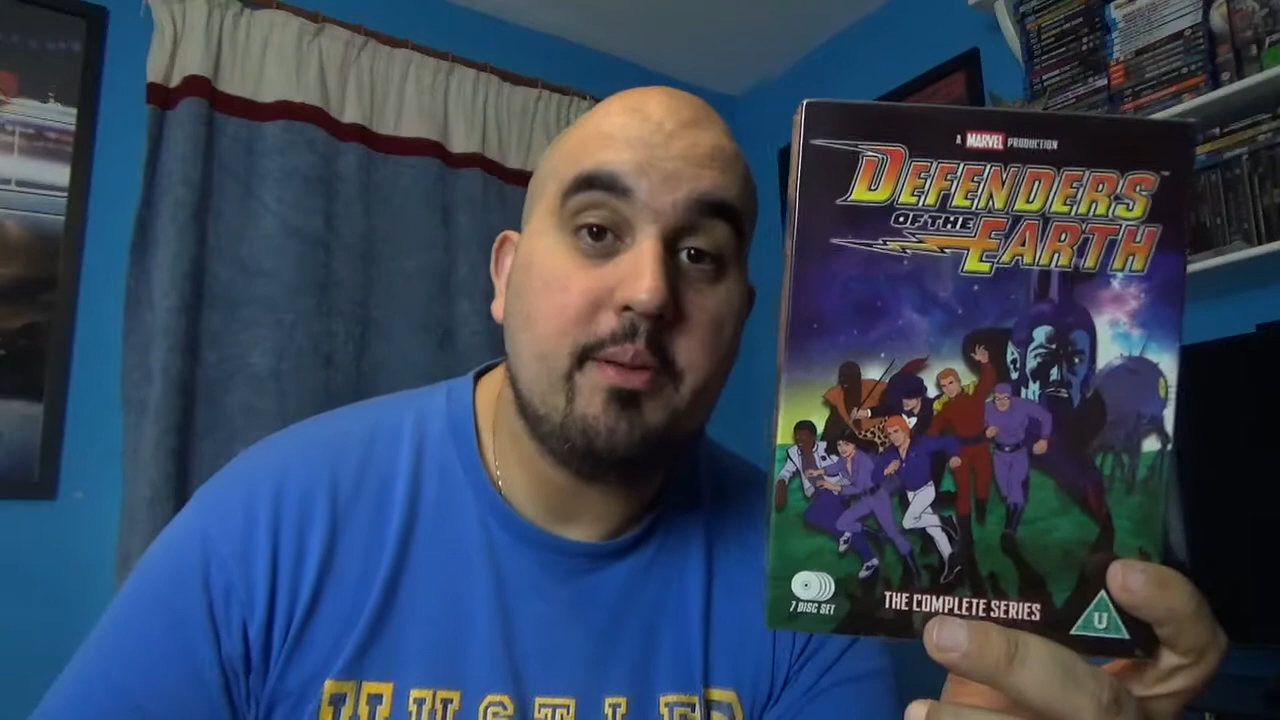 A MARVEL PRODUCTION
DEFENDERS
OF THE
EARTH
7 DISC SET
THE COMPLETE SERIES
U